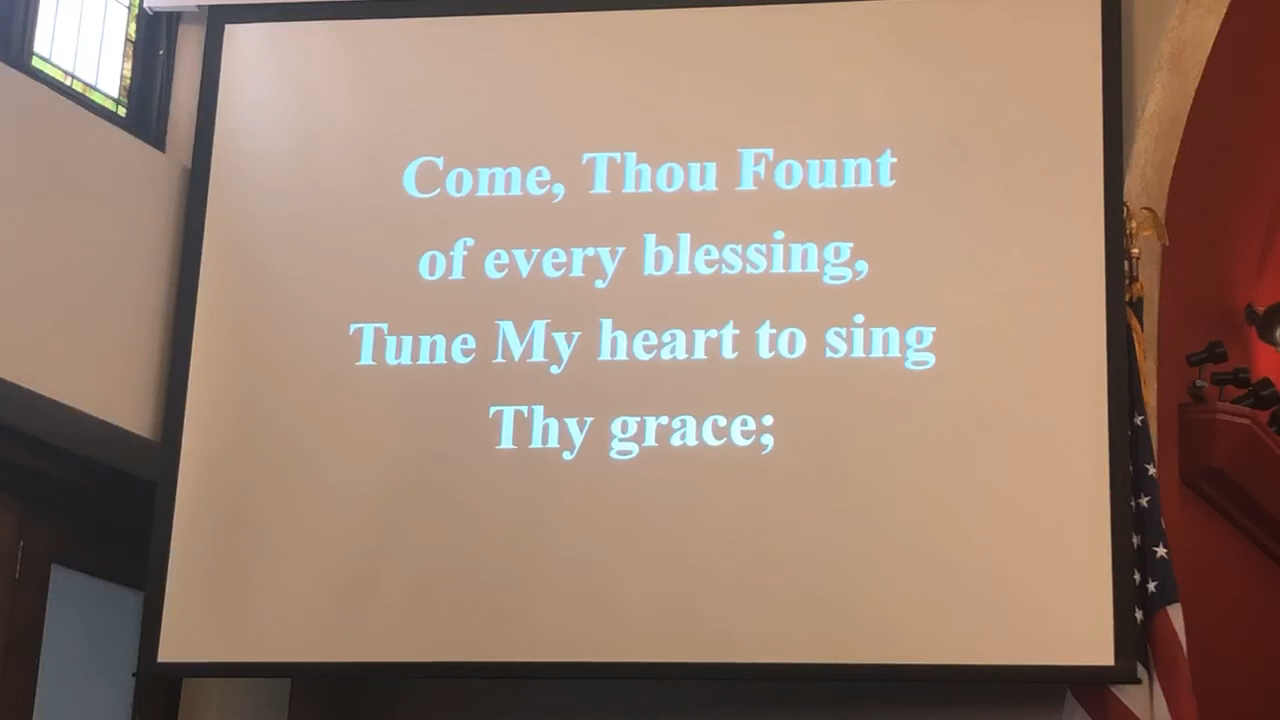 Come, Thou Fount
of every blessing,
Tune My heart to sing
Thy grace;